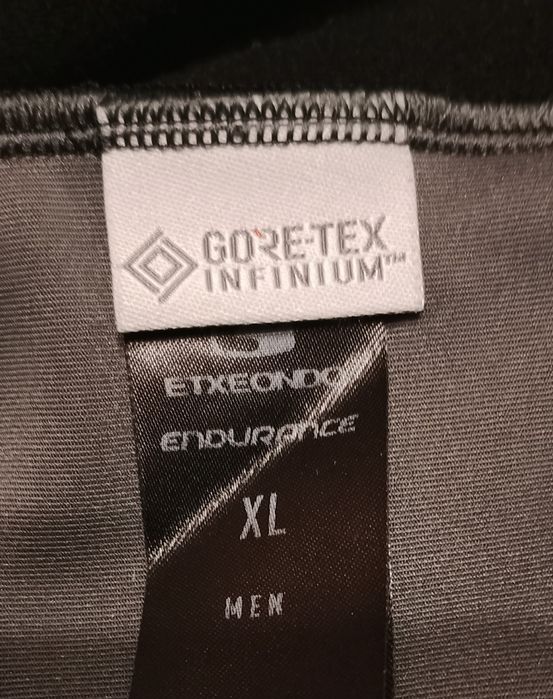 GORE-TEX
INFINIUM™
ETXEONDO
ENDURANCE
XL
MEN